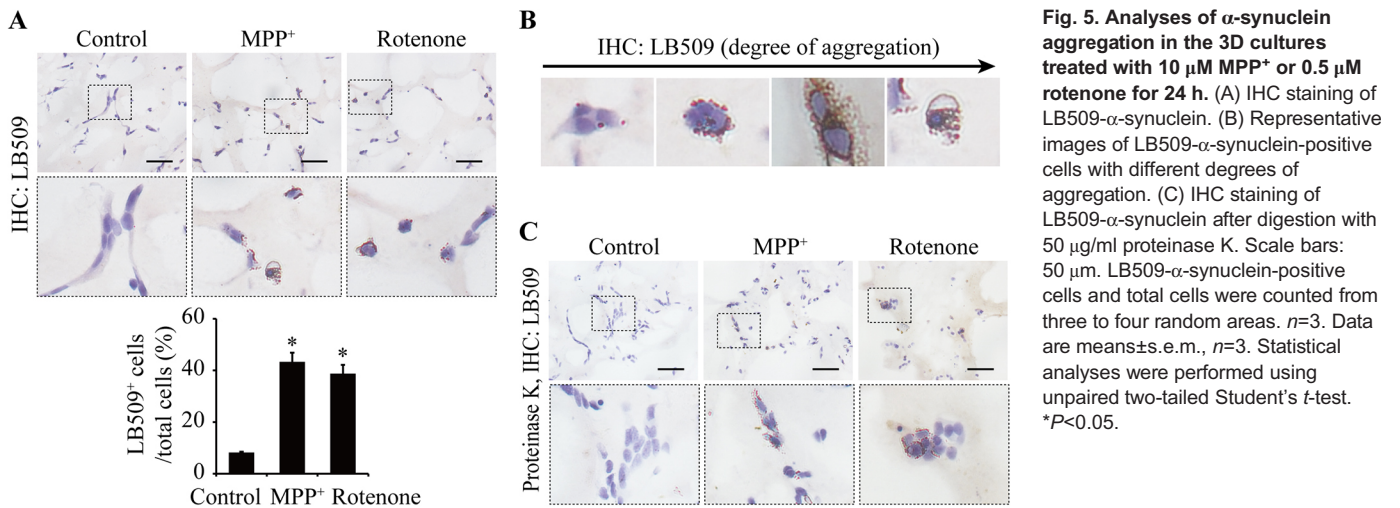 A
Control MPP⁺ Rotenone
IHC: LB509
60
40
20
0
LB509⁺ cells
/total cells (%)
* *
Control MPP⁺ Rotenone
B
IHC: LB509 (degree of aggregation)
C
Control MPP⁺ Rotenone
Proteinase K, IHC: LB509
Fig. 5. Analyses of α-synuclein
aggregation in the 3D cultures
treated with 10 μM MPP⁺ or 0.5 μM
rotenone for 24 h. (A) IHC staining of
LB509-α-synuclein. (B) Representative
images of LB509-α-synuclein-positive
cells with different degrees of
aggregation. (C) IHC staining of
LB509-α-synuclein after digestion with
50 μg/ml proteinase K. Scale bars:
50 μm. LB509-α-synuclein-positive
cells and total cells were counted from
three to four random areas. n=3. Data
are means±s.e.m., n=3. Statistical
analyses were performed using
unpaired two-tailed Student's t-test.
*P<0.05.